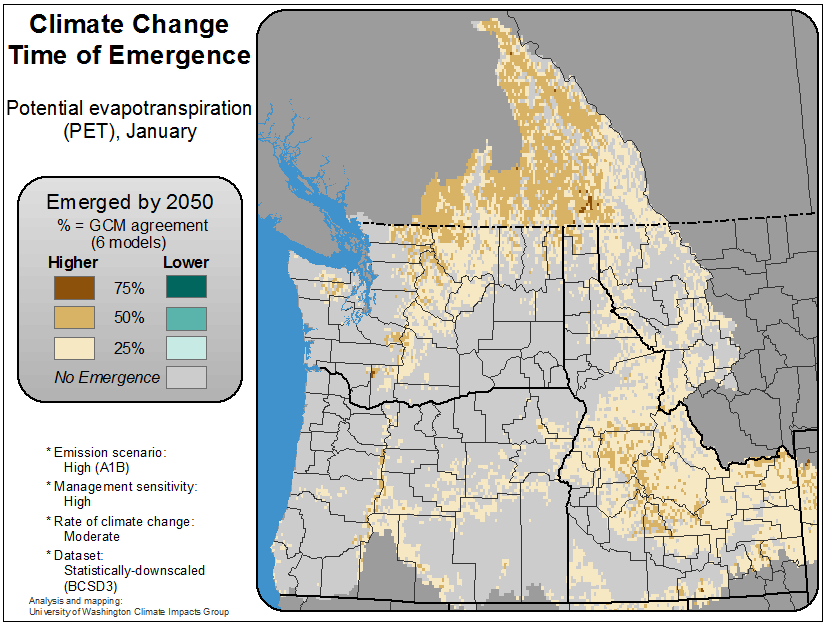 Climate Change
Time of Emergence
Potential evapotranspiration
(PET), January
Emerged by 2050
% = GCM agreement
(6 models)
Higher Lower
75%
50%
25%
No Emergence
* Emission scenario:
High (A1B)
* Management sensitivity:
High
* Rate of climate change:
Moderate
* Dataset:
Statistically-downscaled
(BCSD3)
Analysis and mapping:
University of Washington Climate Impacts Group